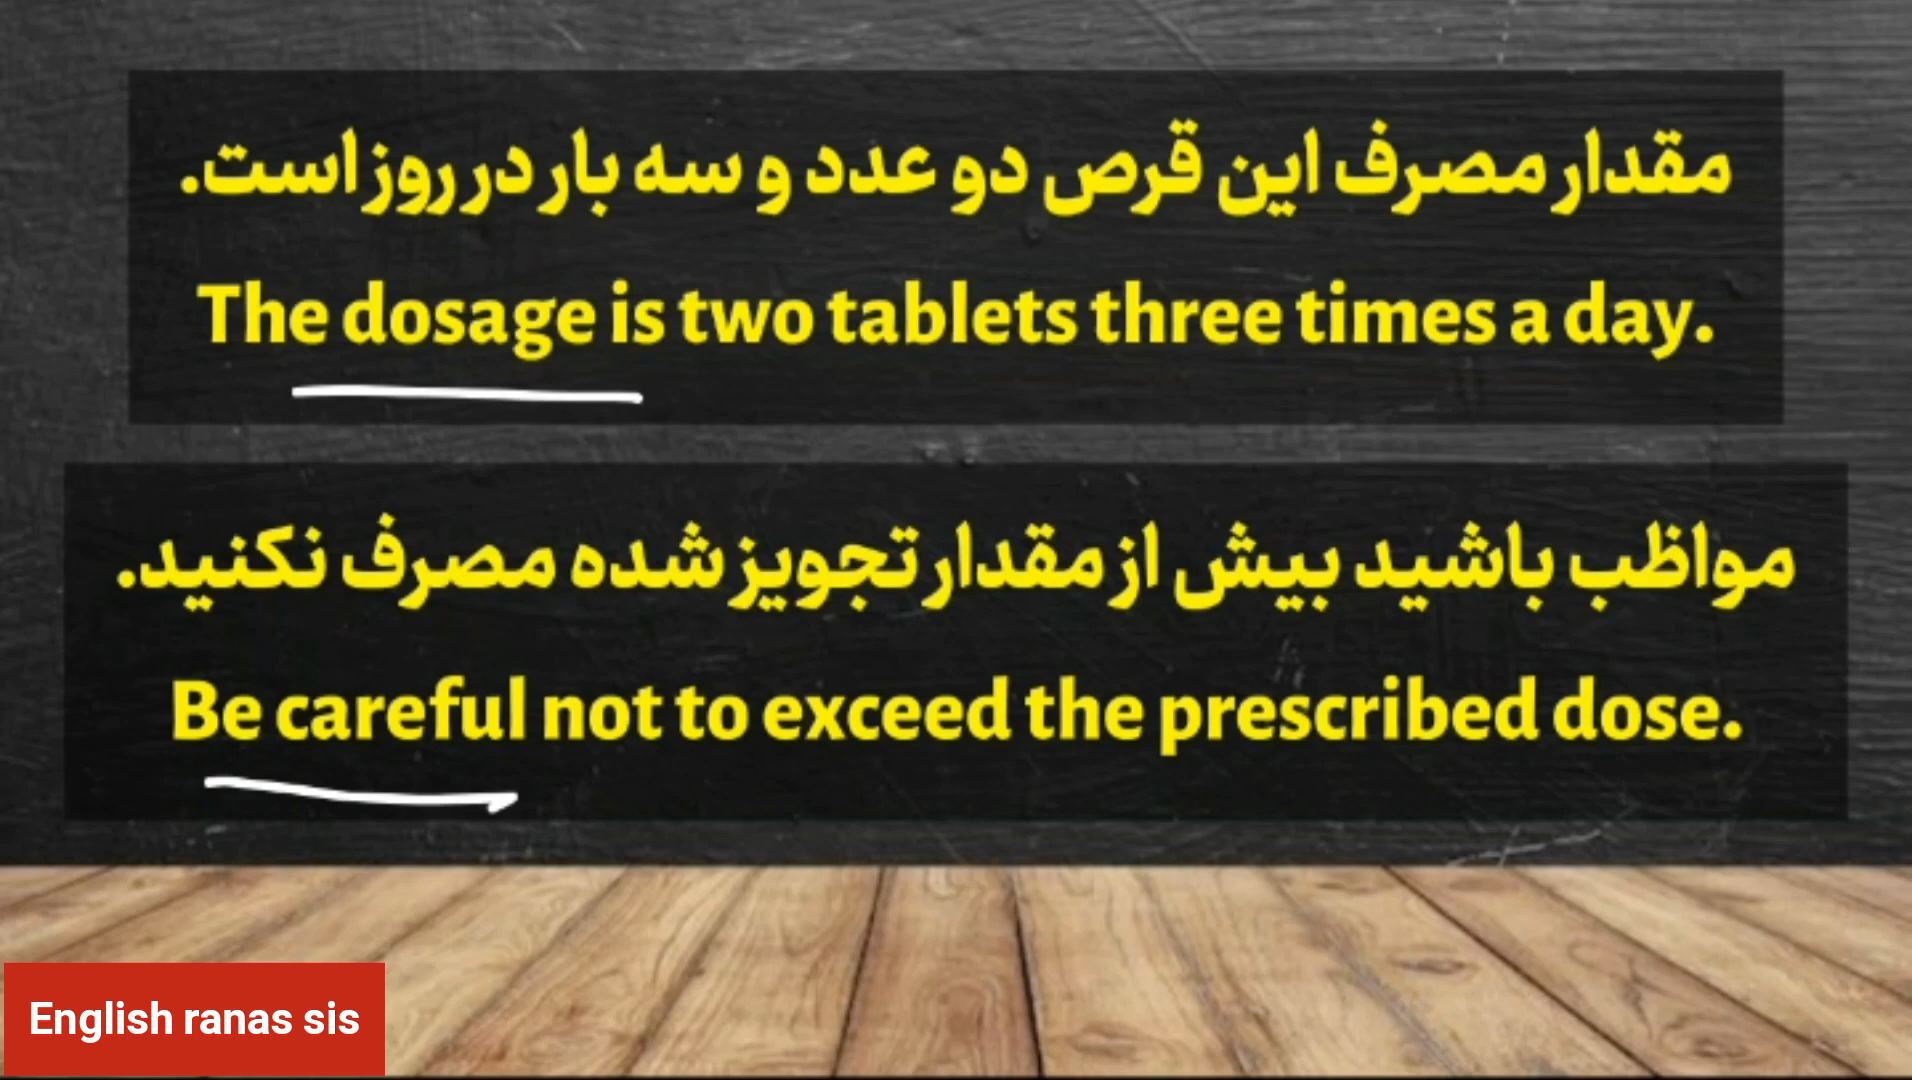 مقدار مصرف این قرص دو عدد و سه بار در روز است.
The dosage is two tablets three times a day.
مواظب باشید بیش از مقدار تجویز شده مصرف نکنید.
Be careful not to exceed the prescribed dose.
English ranas sis